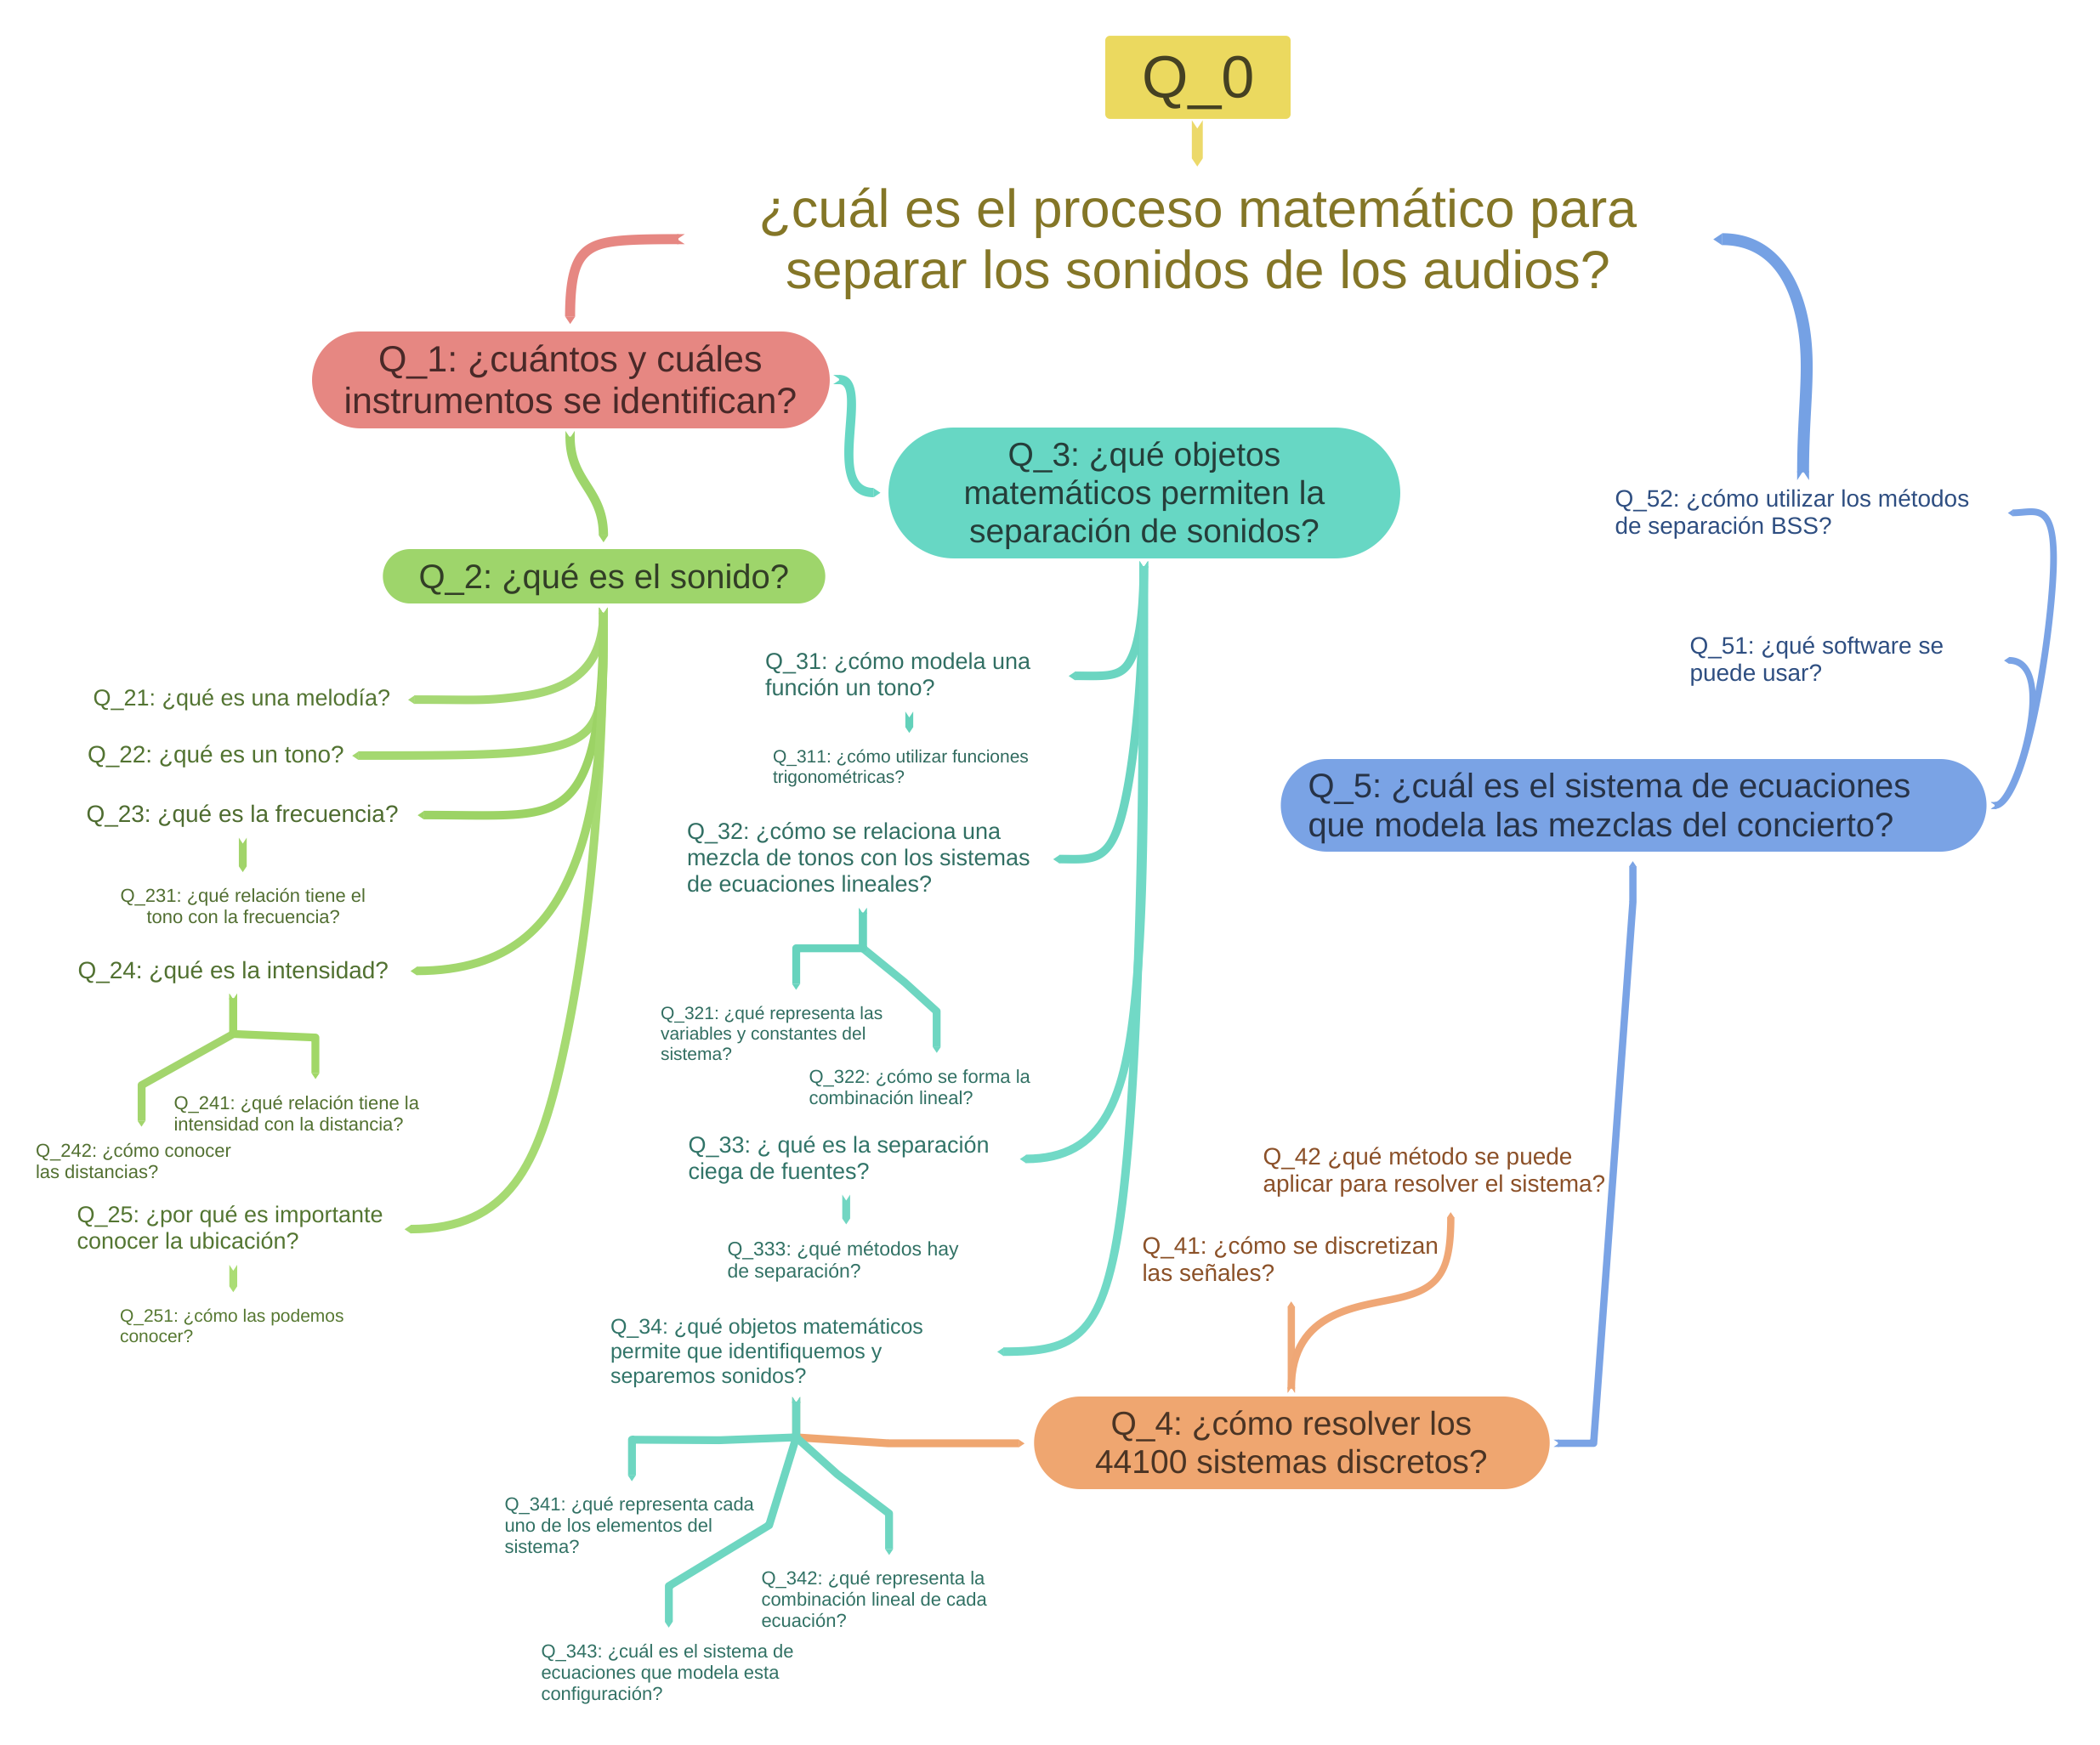 Q_0
¿cuál es el proceso matemático para
separar los sonidos de los audios?
Q_1: ¿cuántos y cuáles
instrumentos se identifican?
Q_2: ¿qué es el sonido?
Q_21: ¿qué es una melodía?
Q_22: ¿qué es un tono?
Q_23: ¿qué es la frecuencia?
Q_231: ¿qué relación tiene el
tono con la frecuencia?
Q_24: ¿qué es la intensidad?
Q_241: ¿qué relación tiene la
intensidad con la distancia?
Q_242: ¿cómo conocer
las distancias?
Q_25: ¿por qué es importante
conocer la ubicación?
Q_251: ¿cómo las podemos
conocer?
Q_3: ¿qué objetos
matemáticos permiten la
separación de sonidos?
Q_31: ¿cómo modela una
función un tono?
Q_311: ¿cómo utilizar funciones
trigonométricas?
Q_32: ¿cómo se relaciona una
mezcla de tonos con los sistemas
de ecuaciones lineales?
Q_321: ¿qué representa las
variables y constantes del
sistema?
Q_322: ¿cómo se forma la
combinación lineal?
Q_33: ¿ qué es la separación
ciega de fuentes?
Q_333: ¿qué métodos hay
de separación?
Q_34: ¿qué objetos matemáticos
permite que identifiquemos y
separemos sonidos?
Q_341: ¿qué representa cada
uno de los elementos del
sistema?
Q_342: ¿qué representa la
combinación lineal de cada
ecuación?
Q_343: ¿cuál es el sistema de
ecuaciones que modela esta
configuración?
Q_42 ¿qué método se puede
aplicar para resolver el sistema?
Q_41: ¿cómo se discretizan
las señales?
Q_4: ¿cómo resolver los
44100 sistemas discretos?
Q_52: ¿cómo utilizar los métodos
de separación BSS?
Q_51: ¿qué software se
puede usar?
Q_5: ¿cuál es el sistema de ecuaciones
que modela las mezclas del concierto?